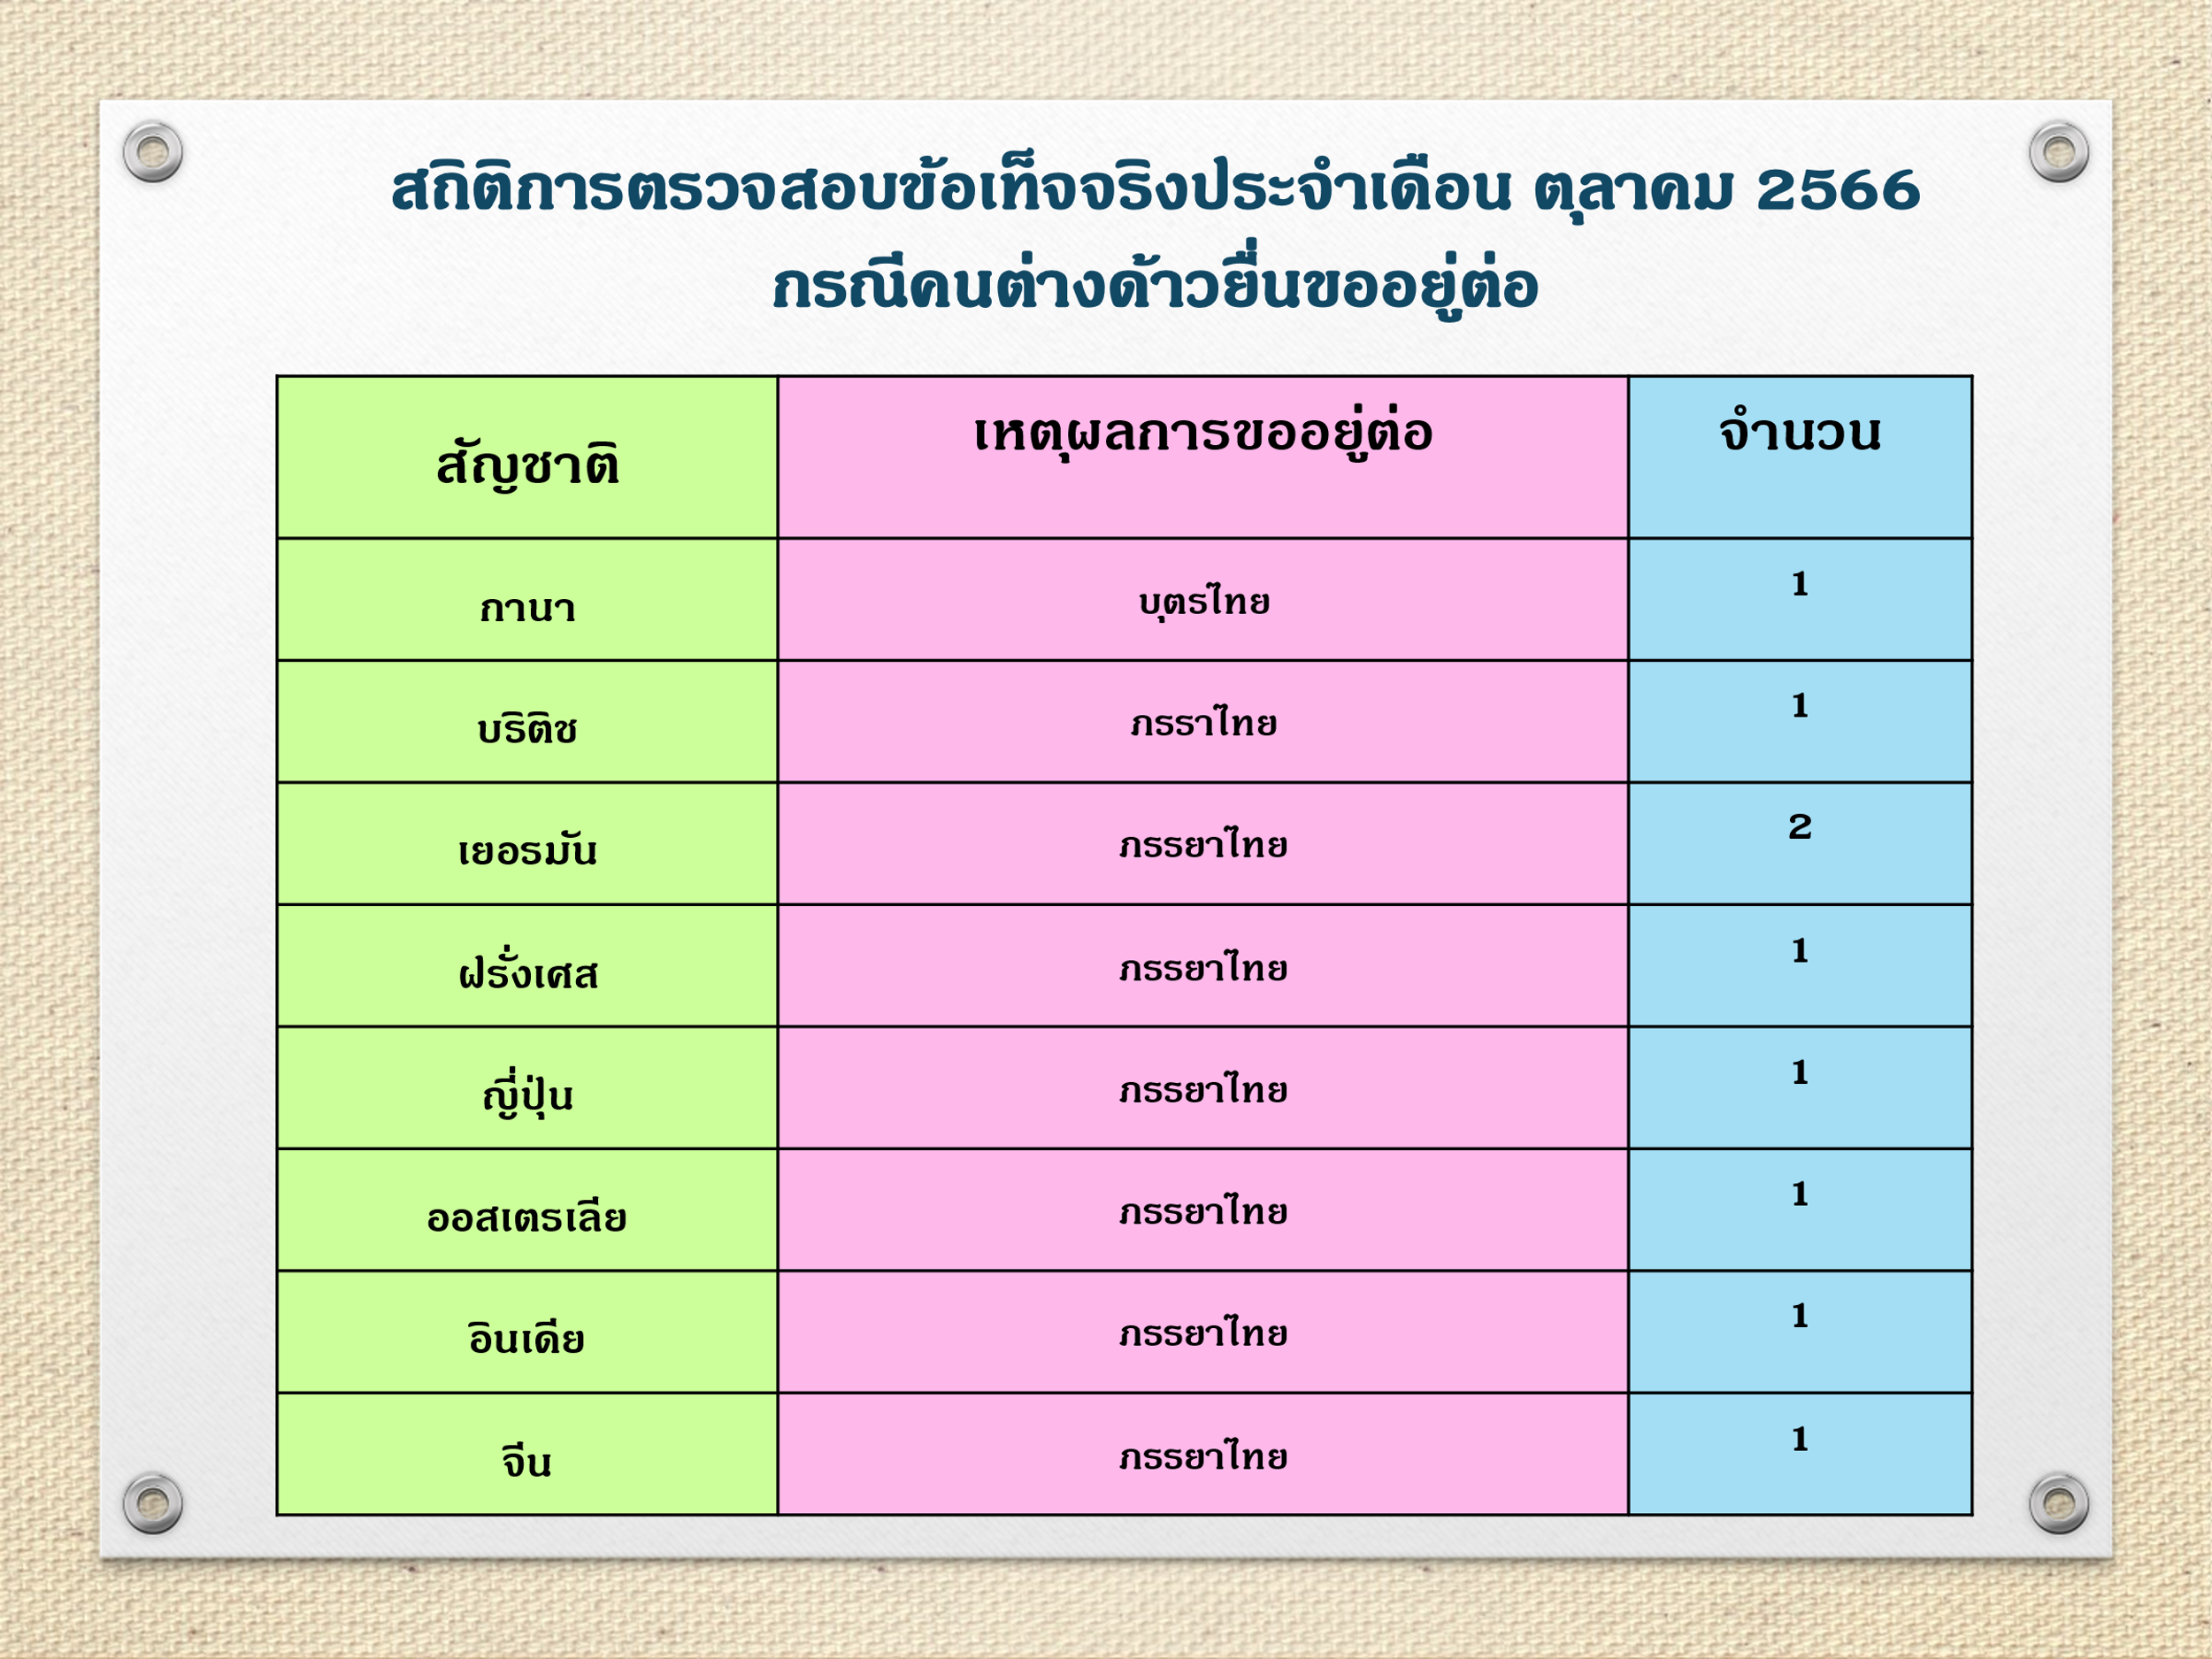 สถิติการตรวจสอบข้อเท็จจริงประจำเดือน ตุลาคม 2566
กรณีคนต่างด้าวยื่นขออยู่ต่อ
สัญชาติ เหตุผลการขออยู่ต่อ จำนวน
กานา บุตรไทย 1
บริติช ภรราไทย 1
เยอรมัน ภรรยาไทย 2
ฝรั่งเศส ภรรยาไทย 1
ญี่ปุ่น ภรรยาไทย 1
ออสเตรเลีย ภรรยาไทย 1
อินเดีย ภรรยาไทย 1
จีน ภรรยาไทย 1